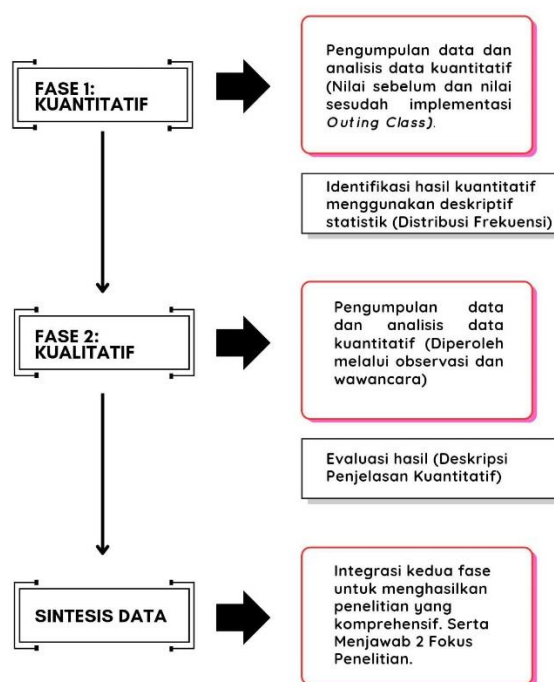 FASE 1:
KUANTITATIF
Pengumpulan data dan
analisis data kuantitatif
(Nilai sebelum dan nilai
sesudah implementasi
Outing Class).
Identifikasi hasil kuantitatif
menggunakan deskriptif
statistik (Distribusi Frekuensi)
FASE 2:
KUALITATIF
Pengumpulan data
dan analisis data
kuantitatif (Diperoleh
melalui observasi dan
wawancara)
Evaluasi hasil (Deskripsi
Penjelasan Kuantitatif)
SINTESIS DATA
Integrasi kedua fase
untuk menghasilkan
penelitian yang
komprehensif. Serta
Menjawab 2 Fokus
Penelitian.